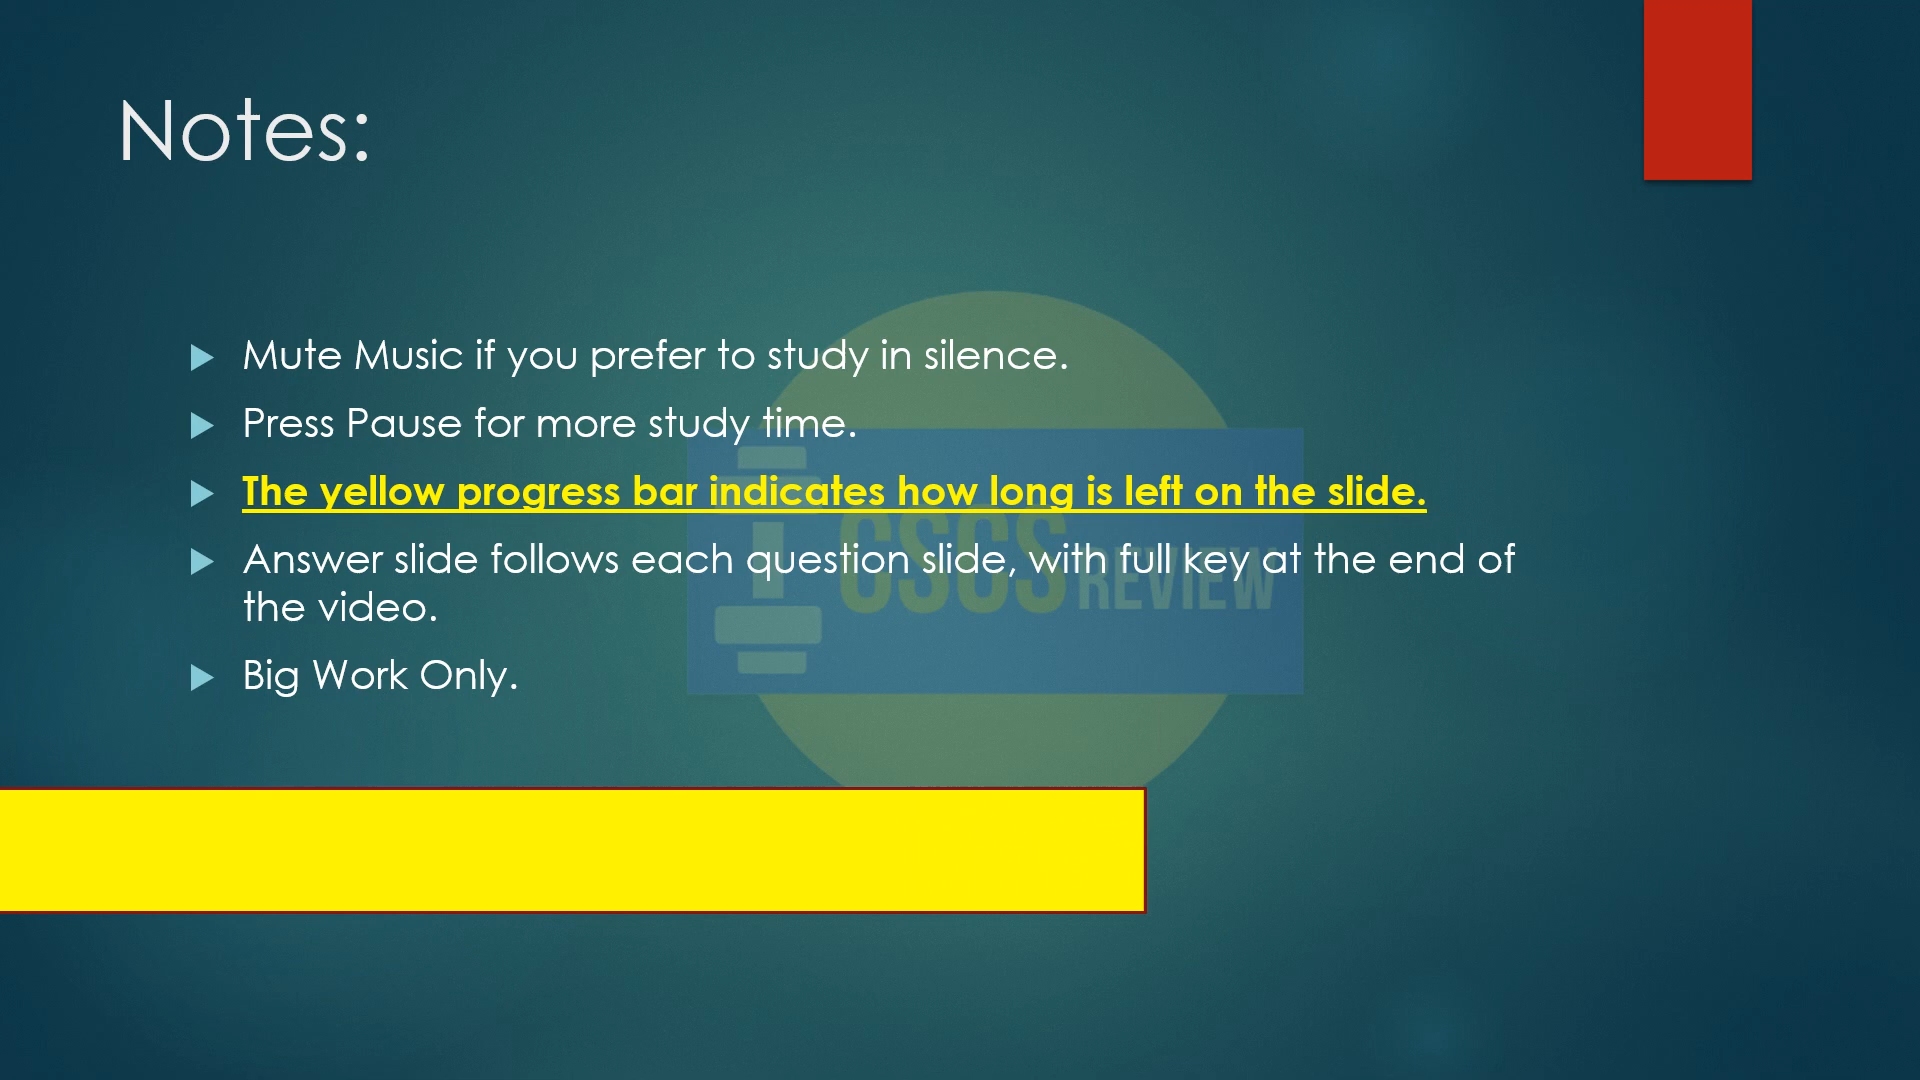 Notes:
Mute Music if you prefer to study in silence.
Press Pause for more study time.
The yellow progress bar indicates how long is left on the slide.
Answer slide follows each question slide, with full key at the end of
the video.
Big Work Only.
CSCS REVIEW